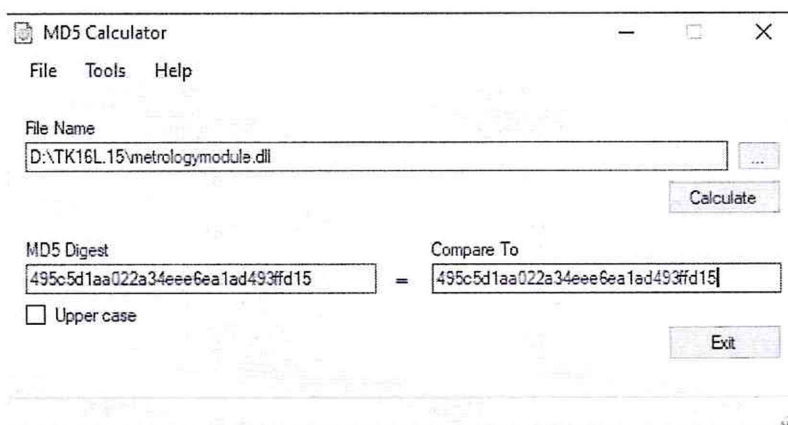 MD5 Calculator
File Tools Help
File Name
D:\TK16L.15\metrologymodule.dll
...
Calculate
MD5 Digest Compare To
495c5d1aa022a34eee6ea1ad493ffd15 = 495c5d1aa022a34eee6ea1ad493ffd15
Upper case
Exit